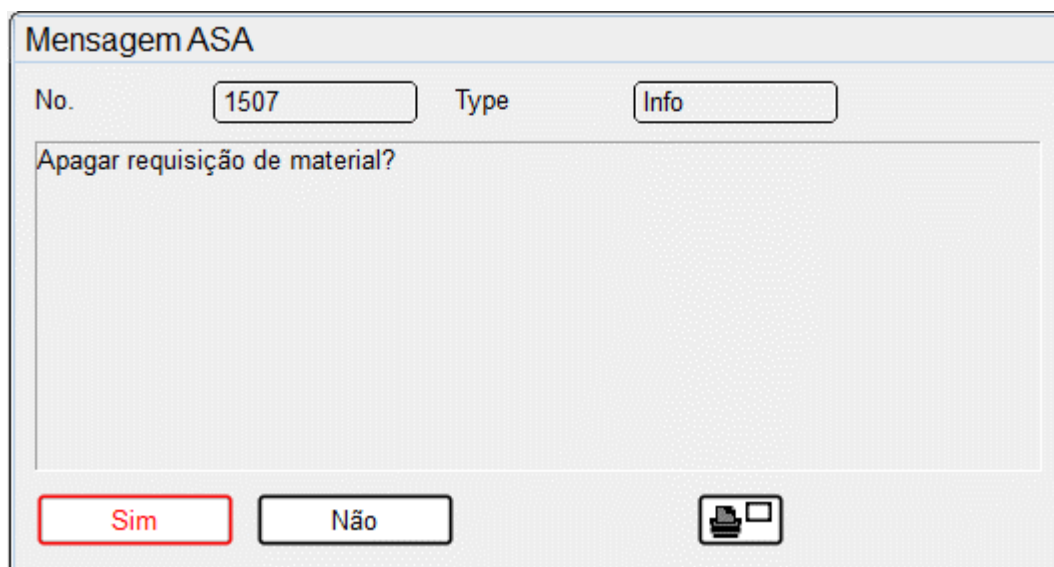 Mensagem ASA
No. 1507 Type Info
Apagar requisição de material?
Sim Não